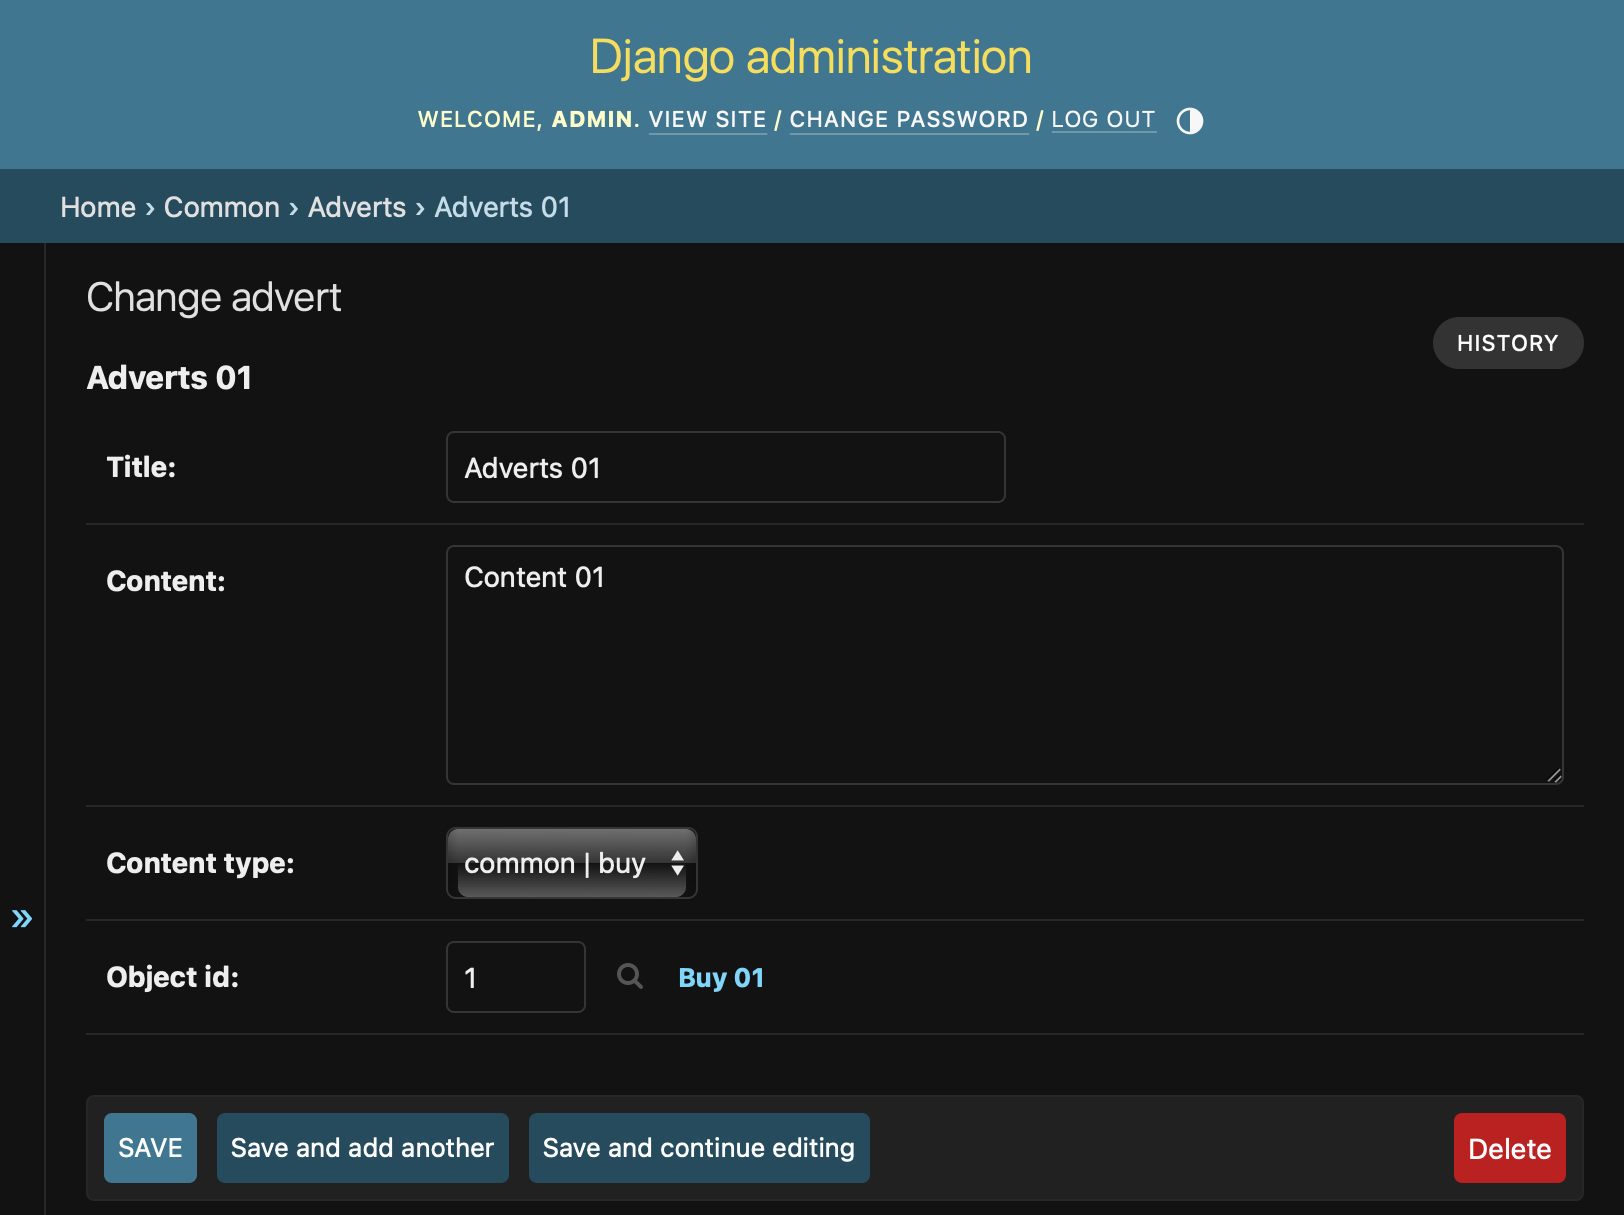 Django administration
WELCOME, ADMIN. VIEW SITE / CHANGE PASSWORD / LOG OUT
Home › Common › Adverts › Adverts 01
Change advert
HISTORY
Adverts 01
Title: Adverts 01
Content: Content 01
Content type: common | buy
»
Object id: 1 Buy 01
SAVE Save and add another Save and continue editing Delete